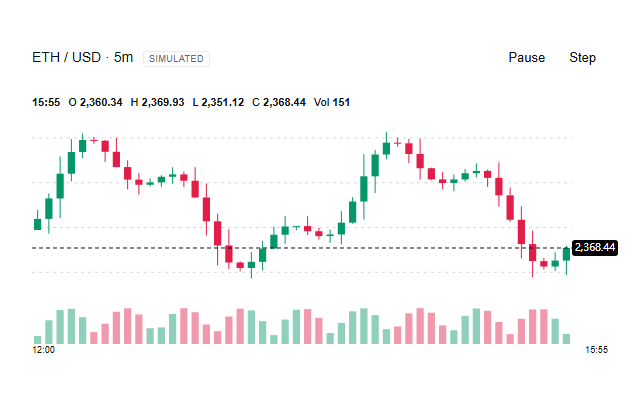 ETH / USD · 5m SIMULATED Pause Step
15:55 O 2,360.34 H 2,369.93 L 2,351.12 C 2,368.44 Vol 151
2,368.44
12:00 15:55